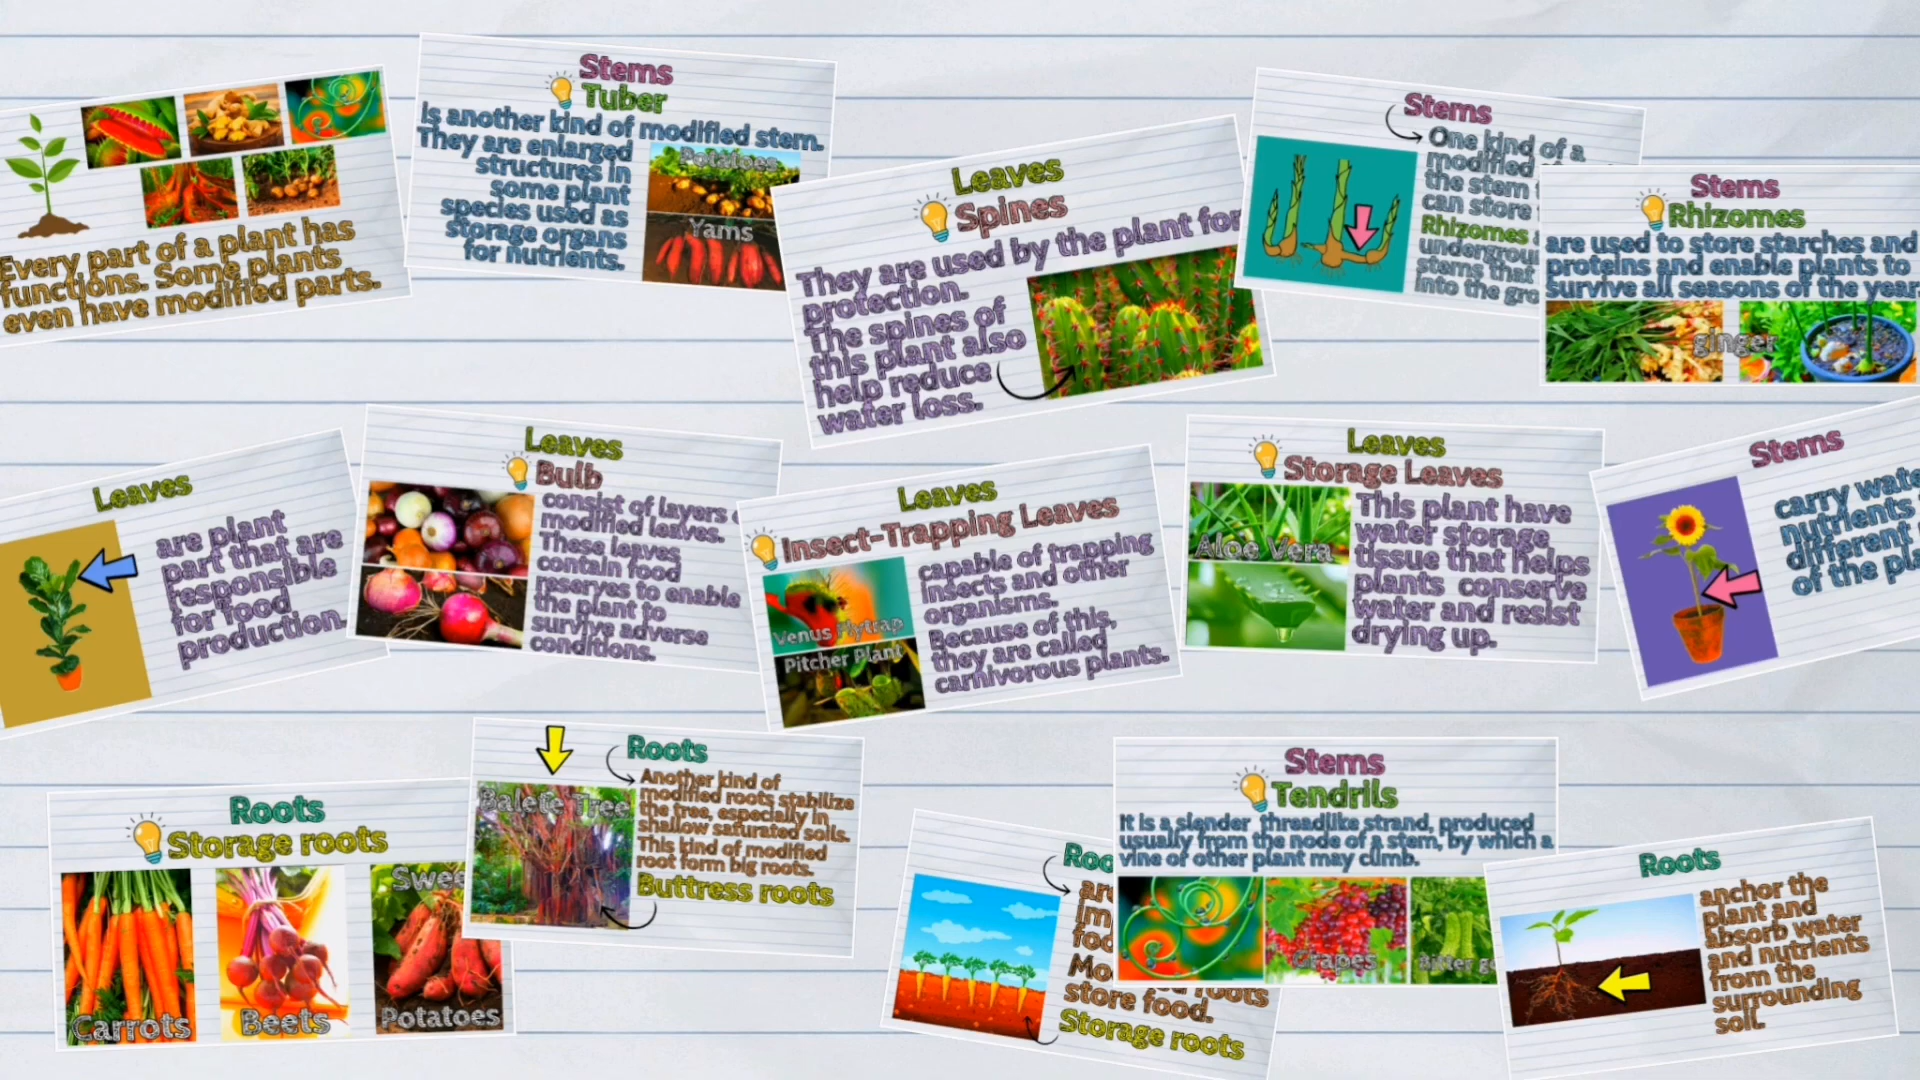 Every part of a plant has
functions. Some plants
even have modified parts.
Stems
Tuber
Is another kind of modified stem.
They are enlarged
structures in
some plant
species used as
storage organs
for nutrients.
Potatoes
Yams
Leaves
Spines
They are used by the plant for
protection.
The spines of
this plant also
help reduce
water loss.
Stems
One kind of a
modified
the stem
can store
Rhizomes
stems that
into the
Stems
Rhizomes
are used to store starches and
proteins and enable plants to
survive all seasons of the year
ginger
Leaves
are plant
part that are
responsible
for food
production.
Leaves
Bulb
consist of layers
modified leaves.
These leaves
contain food
reserves to enable
the plant to
survive adverse
conditions.
Leaves
Insect-Trapping Leaves
capable of trapping
insects and other
organisms.
Because of this,
they are called
carnivorous plants.
Venus Flytrap
Pitcher Plant
Leaves
Storage Leaves
Aloe Vera
This plant have
water storage
tissue that helps
plants conserve
water and resist
drying up.
Stems
carry
nutrients
different
of the
Roots
Storage roots
Carrots
Beets
Potatoes
Roots
Another kind of
modified roots stabilize
the tree, especially in
shallow saturated soils.
This kind of modified
root form big roots.
Buttress roots
Balete Tree
roots
store food.
Storage roots
Stems
Tendrils
It is a slender threadlike strand, produced
usually from the node of a stem, by which a
vine or other plant may climb.
Grapes
Bitter
Roots
anchor the
plant and
absorb water
and nutrients
from the
surrounding
soil.